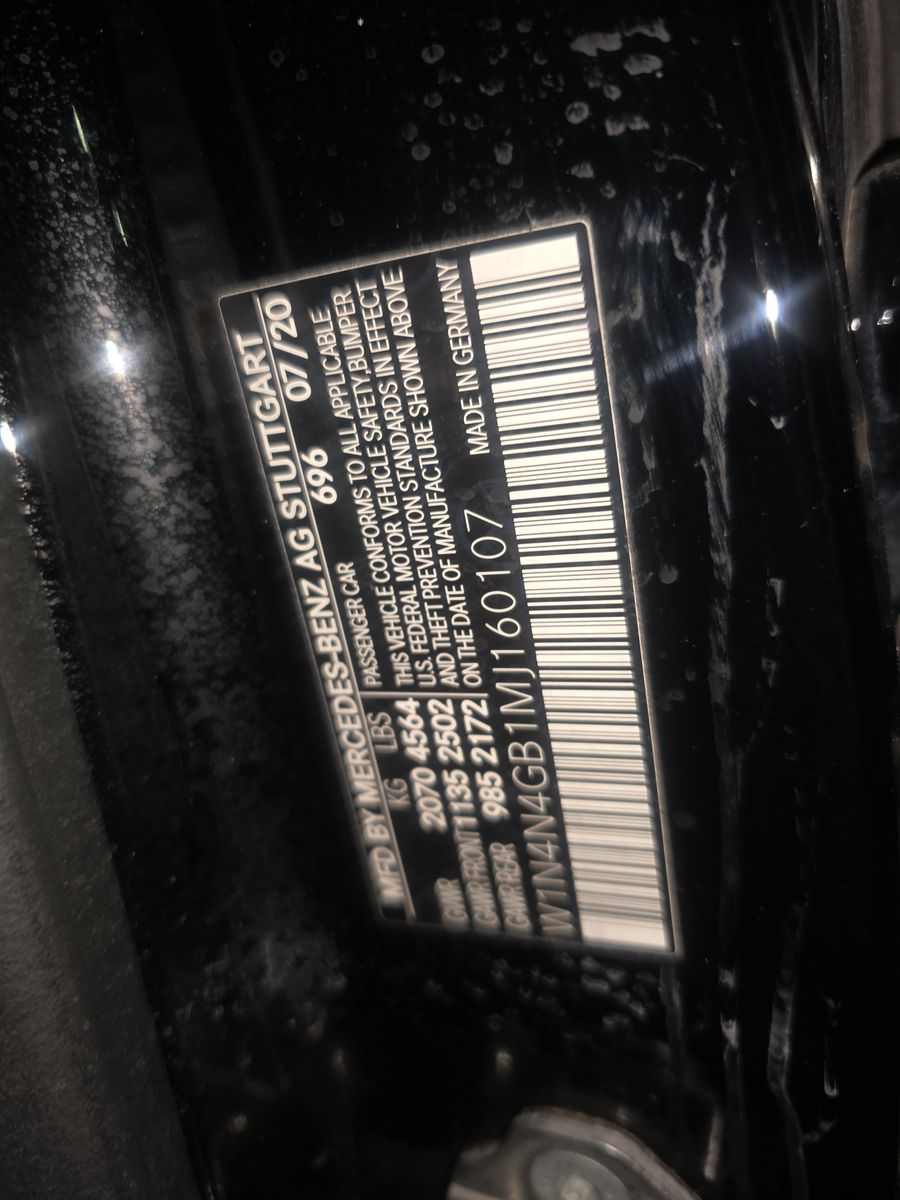 MFD BY MERCEDES-BENZ AG STUTTGART
696 07/20
KG LBS
GVWR 2070 4564
GAWR FRONT 1135 2502
GAWR REAR 985 2172
PASSENGER CAR
THIS VEHICLE CONFORMS TO ALL APPLICABLE
U.S. FEDERAL MOTOR VEHICLE SAFETY, BUMPER
AND THEFT PREVENTION STANDARDS IN EFFECT
ON THE DATE OF MANUFACTURE SHOWN ABOVE
W1N4N4GB1MJ160107 MADE IN GERMANY